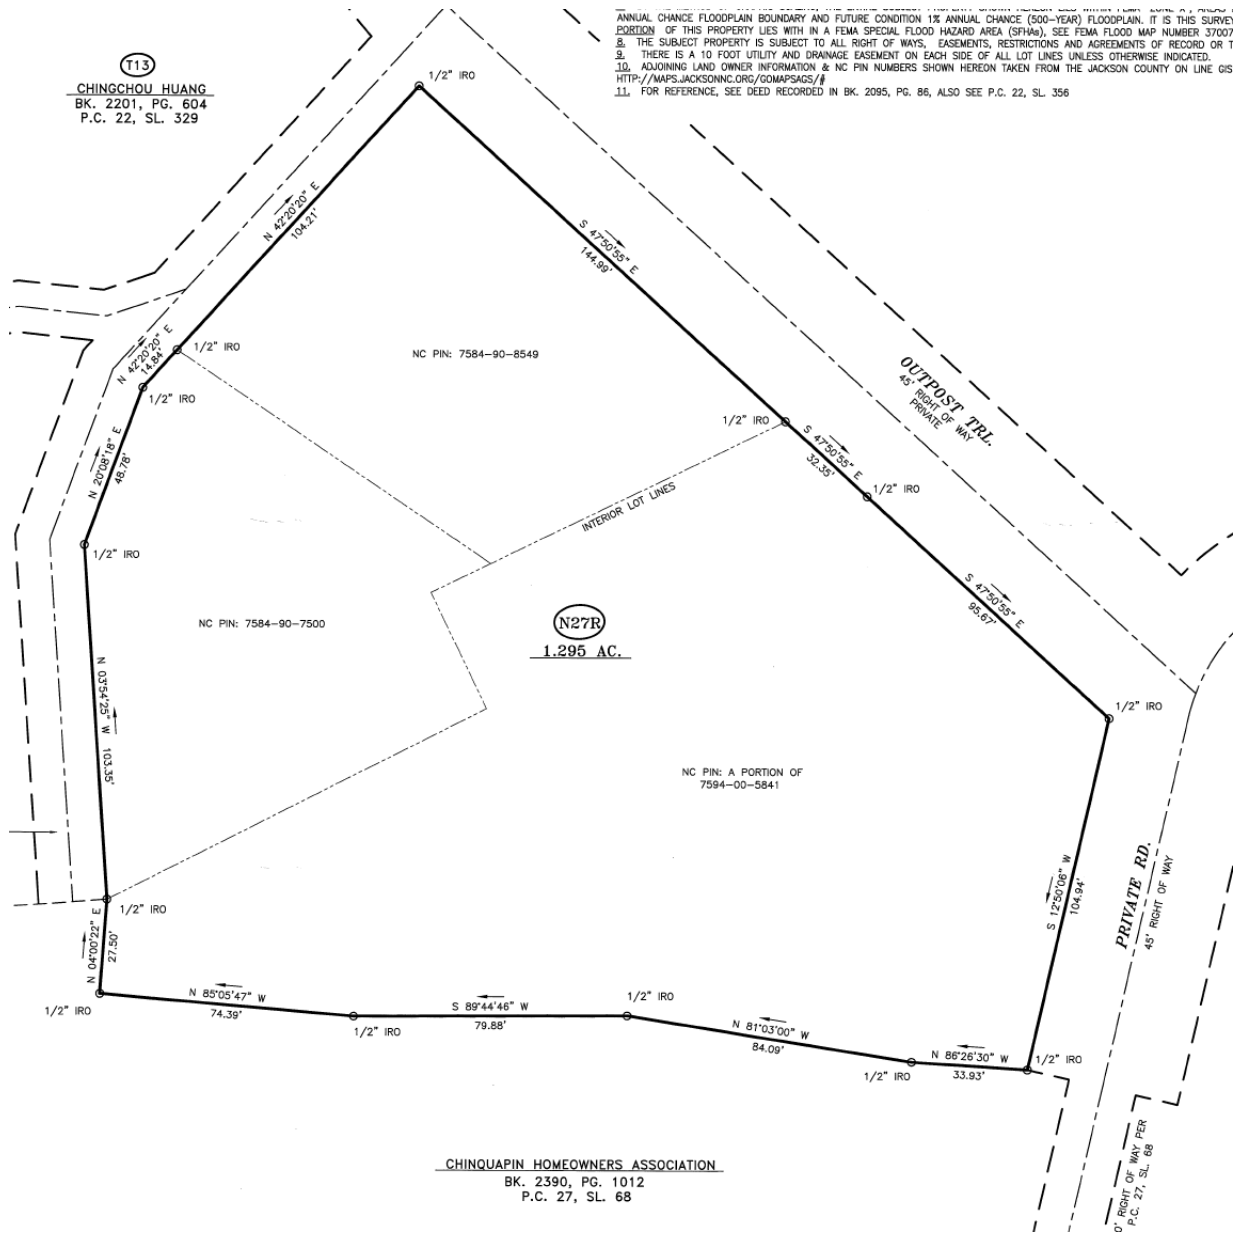 ANNUAL CHANCE FLOODPLAIN BOUNDARY AND FUTURE CONDITION 1% ANNUAL CHANCE (500-YEAR) FLOODPLAIN. IT IS THIS SURVEY
PORTION OF THIS PROPERTY LIES WITH IN A FEMA SPECIAL FLOOD HAZARD AREA (SFHAs), SEE FEMA FLOOD MAP NUMBER 37007
8. THE SUBJECT PROPERTY IS SUBJECT TO ALL RIGHT OF WAYS, EASEMENTS, RESTRICTIONS AND AGREEMENTS OF RECORD OR T
9. THERE IS A 10 FOOT UTILITY AND DRAINAGE EASEMENT ON EACH SIDE OF ALL LOT LINES UNLESS OTHERWISE INDICATED.
10. ADJOINING LAND OWNER INFORMATION & NC PIN NUMBERS SHOWN HEREON TAKEN FROM THE JACKSON COUNTY ON LINE GIS
HTTP://MAPS.JACKSONNC.ORG/GOMAPSAGS/#
11. FOR REFERENCE, SEE DEED RECORDED IN BK. 2095, PG. 86, ALSO SEE P.C. 22, SL. 356
T13
CHINGCHOU HUANG
BK. 2201, PG. 604
P.C. 22, SL. 329
1/2" IRO
N 42°20'20" E
104.21'
S 47°50'55" E
144.99'
N 42°20'20" E
14.84'
1/2" IRO
NC PIN: 7584-90-8549
1/2" IRO
OUTPOST TRL.
45' RIGHT OF WAY
PRIVATE
1/2" IRO
S 47°50'55" E
32.35'
1/2" IRO
N 20°08'18" E
48.78'
INTERIOR LOT LINES
1/2" IRO
S 47°50'55" E
95.67'
NC PIN: 7584-90-7500
N27R
1.295 AC.
N 03°54'25" W 103.35'
1/2" IRO
NC PIN: A PORTION OF
7594-00-5841
S 12°50'06" W
104.94'
PRIVATE RD.
45' RIGHT OF WAY
1/2" IRO
N 04°00'22" E
27.50'
1/2" IRO
N 85°05'47" W
74.39'
1/2" IRO
S 89°44'46" W
79.88'
1/2" IRO
N 81°03'00" W
84.09'
1/2" IRO
N 86°26'30" W
33.93'
1/2" IRO
0' RIGHT OF WAY PER
P.C. 27, SL. 68
CHINQUAPIN HOMEOWNERS ASSOCIATION
BK. 2390, PG. 1012
P.C. 27, SL. 68